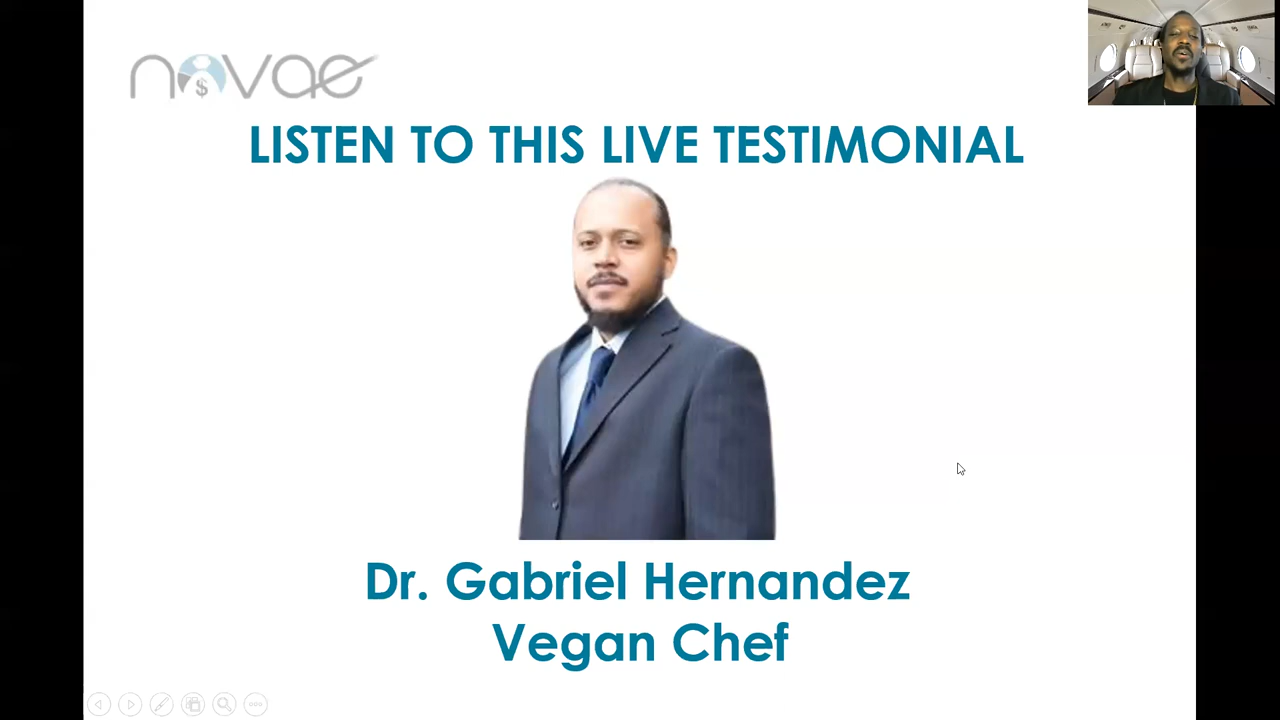 novae
$
LISTEN TO THIS LIVE TESTIMONIAL
Dr. Gabriel Hernandez
Vegan Chef